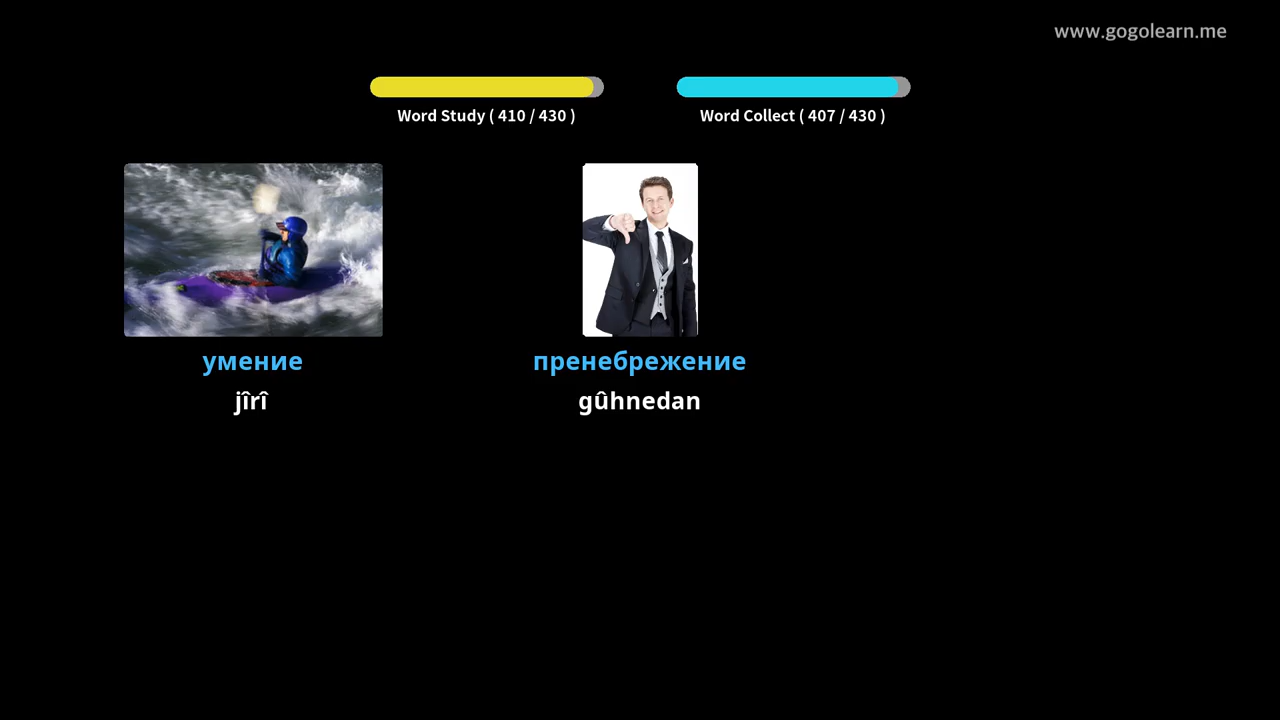 www.gogolearn.me
Word Study ( 410 / 430 )
Word Collect ( 407 / 430 )
умение
jîrî
пренебрежение
gûhnedan